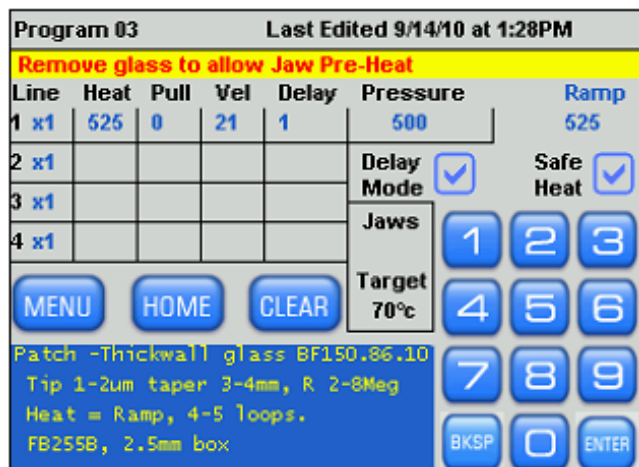 Program 03 Last Edited 9/14/10 at 1:28PM
Remove glass to allow Jaw Pre-Heat
Line Heat Pull Vel Delay Pressure Ramp
1 x1 525 0 21 1 500 525
2 x1
Delay Mode
Safe Heat
3 x1
4 x1
Jaws
Target
70°c
1 2 3
MENU HOME CLEAR
4 5 6
Patch -Thickwall glass BF150.86.10
Tip 1-2um taper 3-4mm, R 2-8Meg
Heat = Ramp, 4-5 loops.
FB255B, 2.5mm box
7 8 9
BKSP 0 ENTER